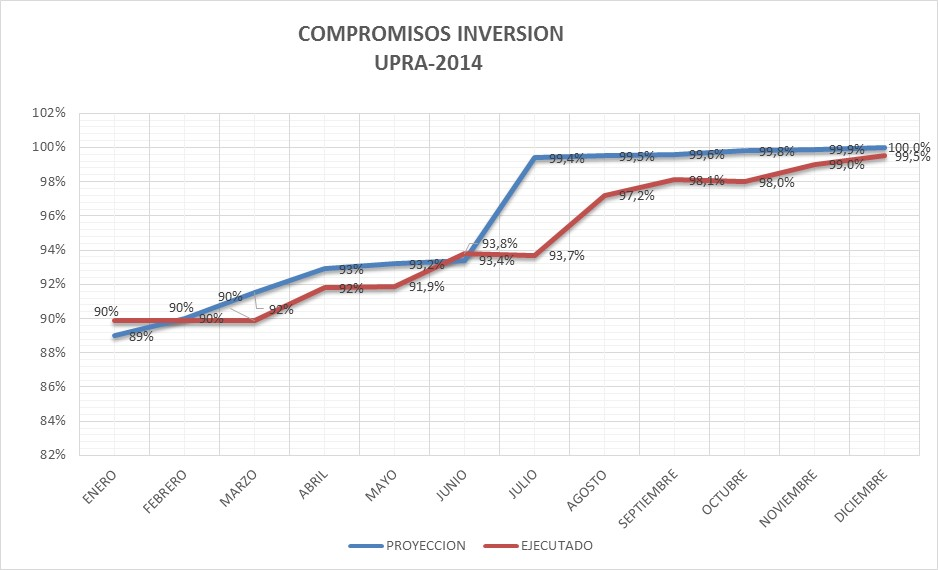 COMPROMISOS INVERSION
UPRA-2014
102%
100%
98%
96%
94%
92%
90%
88%
86%
84%
82%
90%
89%
90%
90%
90%
92%
93%
92%
93,2%
91,9%
93,8%
93,4%
99,4%
93,7%
99,5%
97,2%
99,6%
98,1%
99,8%
98,0%
99,9%
99,0%
100,0%
99,5%
ENERO
FEBRERO
MARZO
ABRIL
MAYO
JUNIO
JULIO
AGOSTO
SEPTIEMBRE
OCTUBRE
NOVIEMBRE
DICIEMBRE
PROYECCION
EJECUTADO